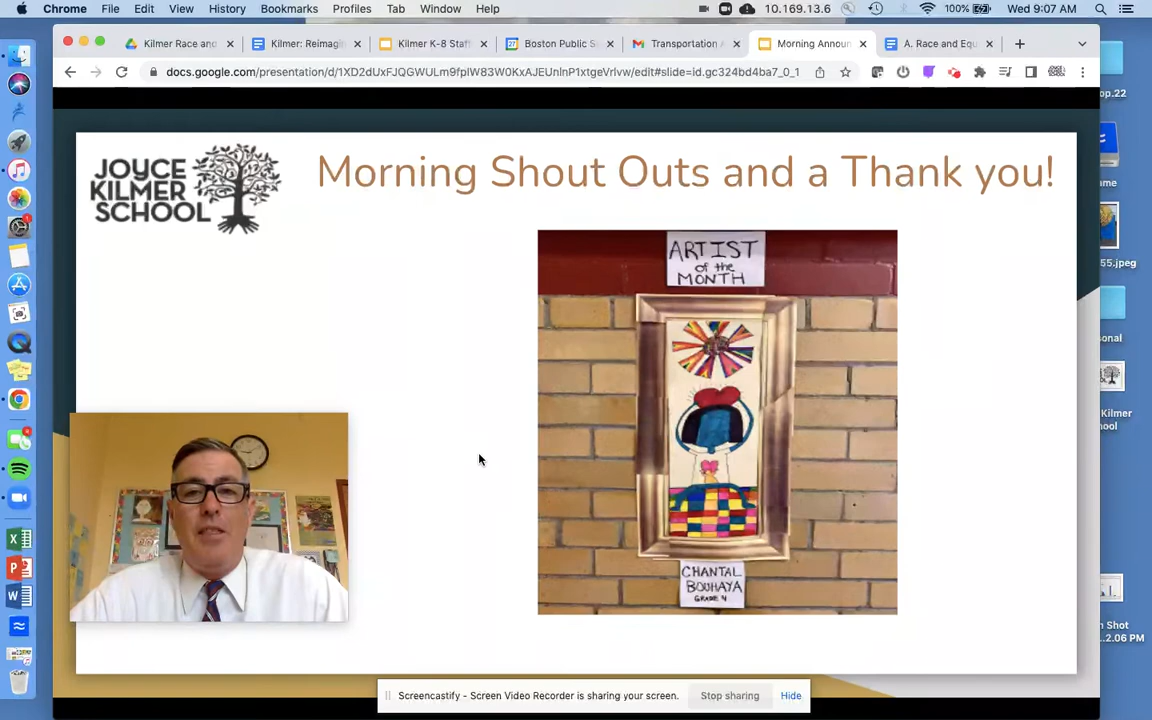 Chrome File Edit View History Bookmarks Profiles Tab Window Help 10.169.13.6 100% Wed 9:07 AM
Kilmer Race and Kilmer: Reimagi Kilmer K-8 Staf Boston Public S Transportation A Morning Announ A. Race and Equ
docs.google.com/presentation/d/1XD2dUxFJQGWULm9fpIW83W0KxAJEUnInP1xtgeVrlvw/edit#slide=id.gc324bd4ba7_0_1
op.22
JOYCE
KILMER
SCHOOL
Morning Shout Outs and a Thank you!
ame
ARTIST
of the
MONTH
55.jpeg
onal
Kilmer
hool
CHANTAL
BOUHAYA
GRADE 4
n Shot
...2.06 PM
Screencastify - Screen Video Recorder is sharing your screen. Stop sharing Hide